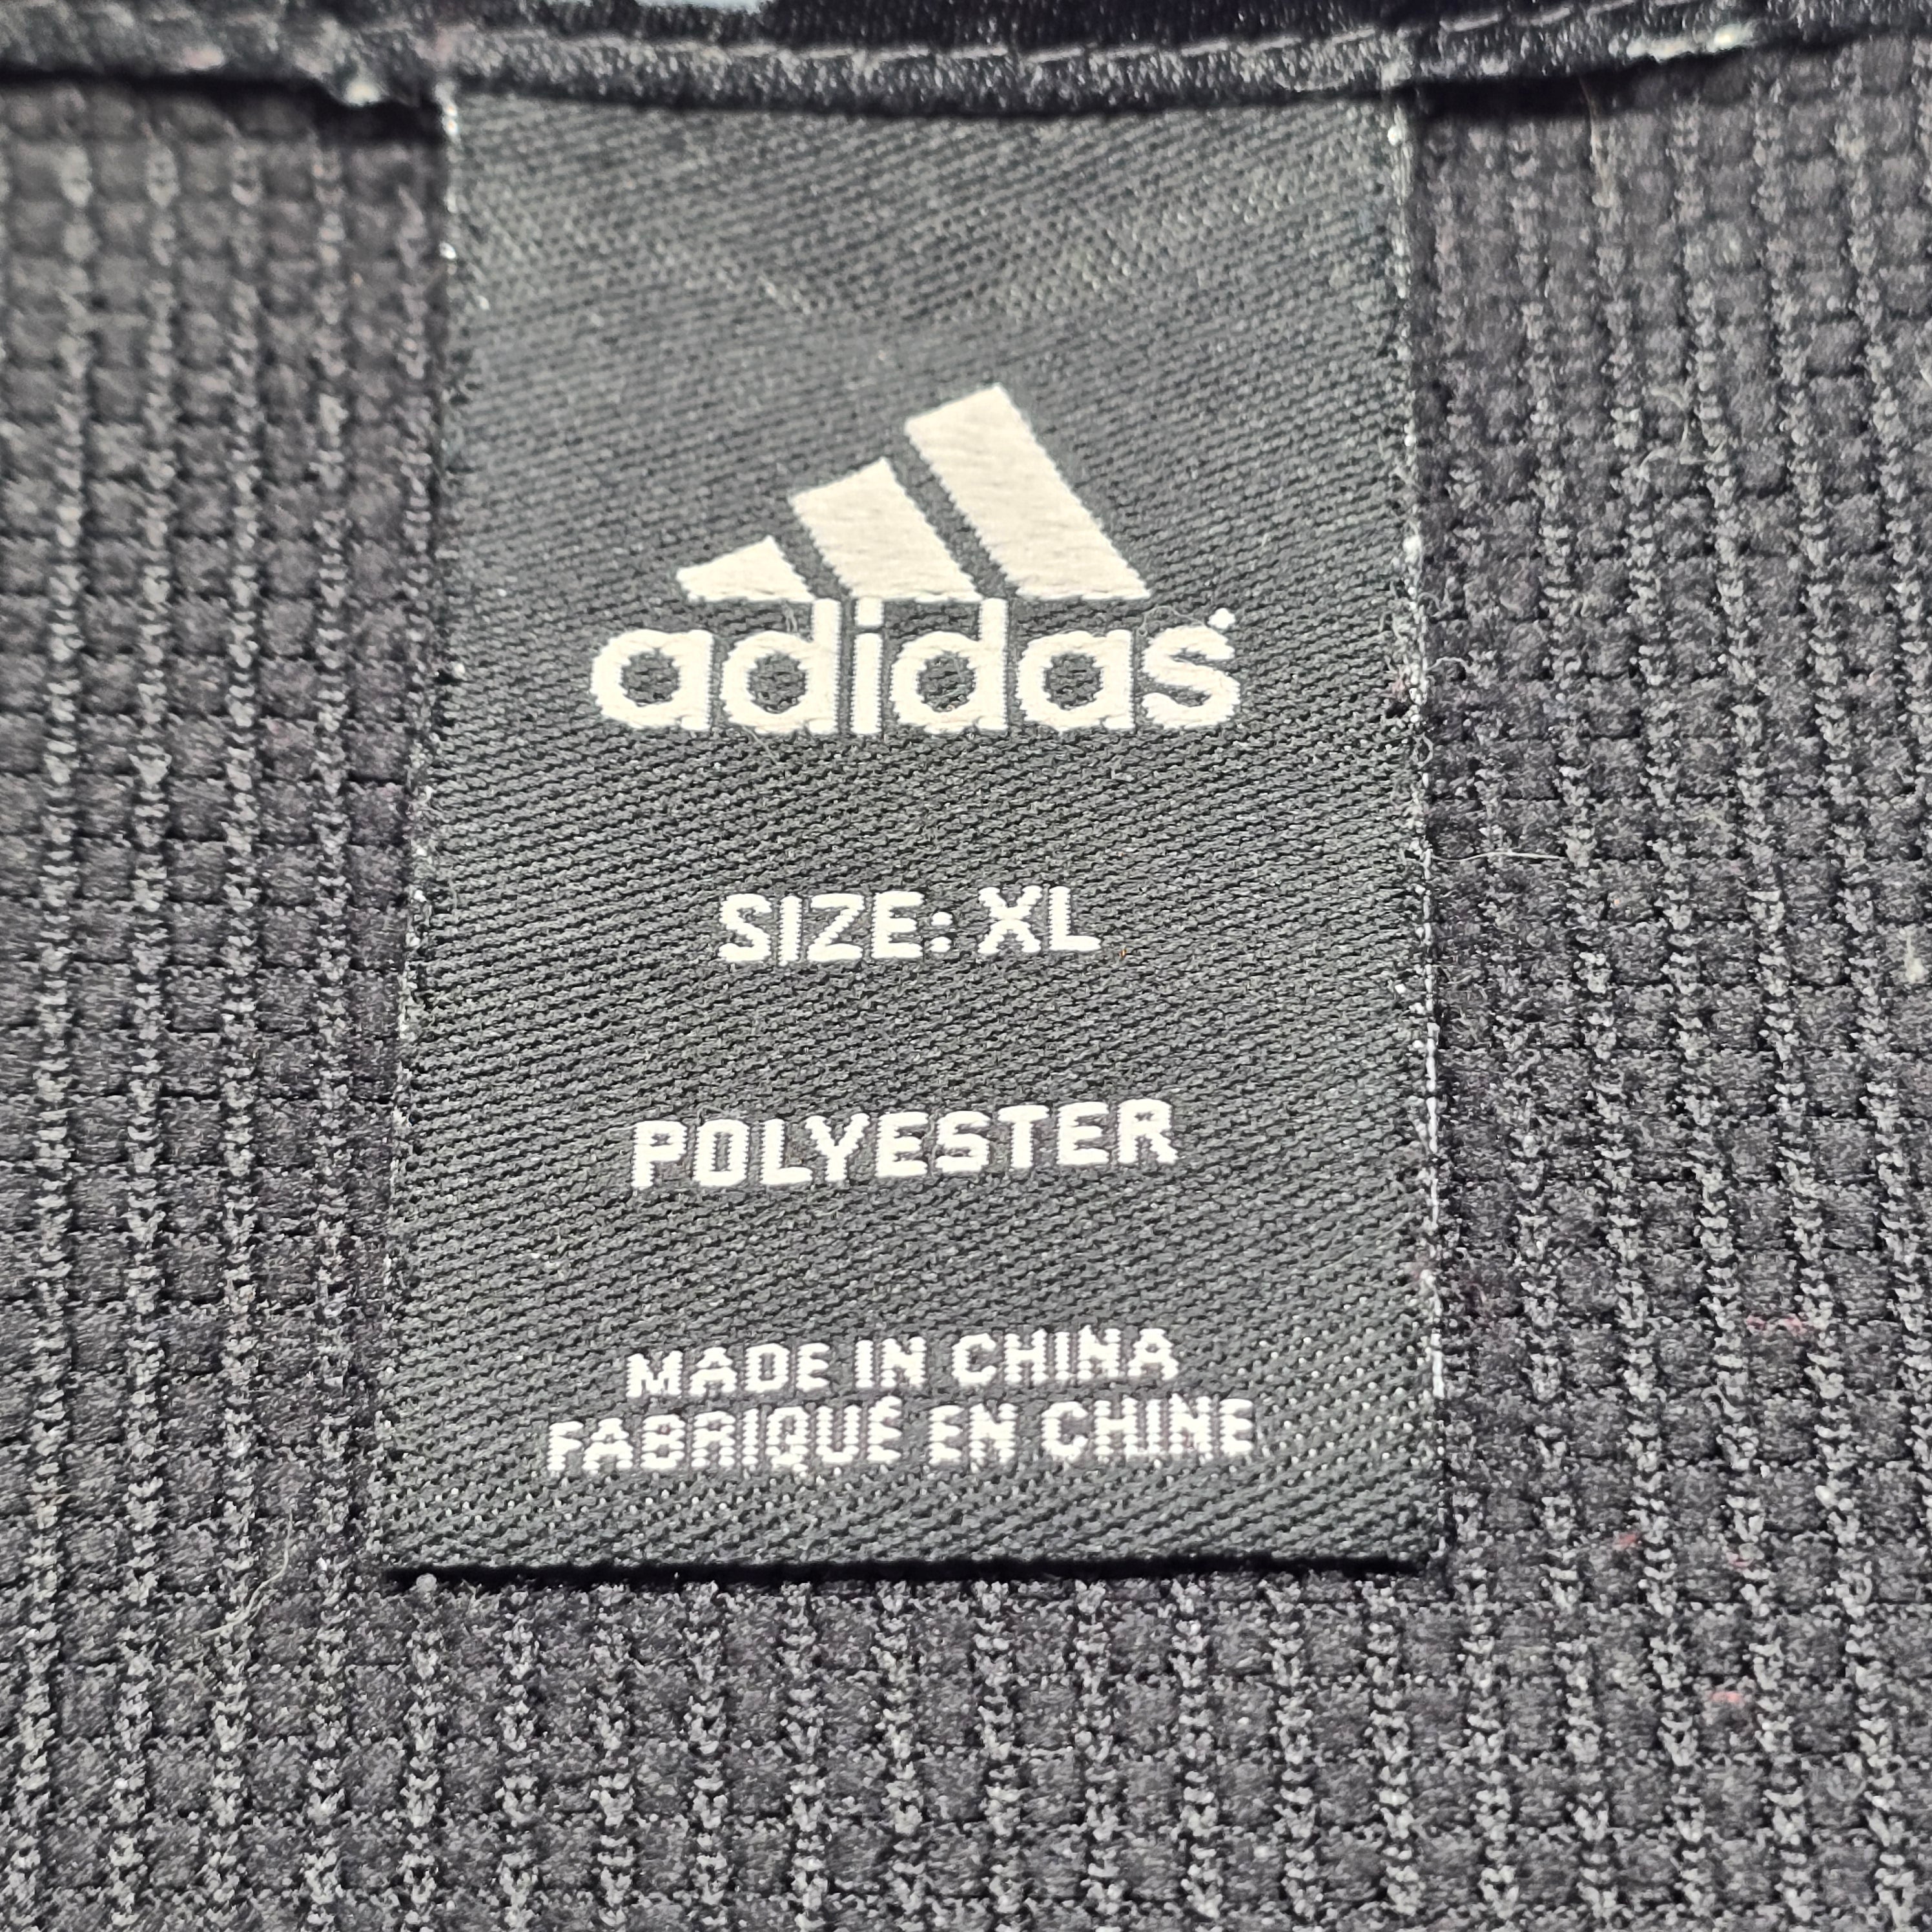 adidas
SIZE: XL
POLYESTER
MADE IN CHINA
FABRIQUÉ EN CHINE